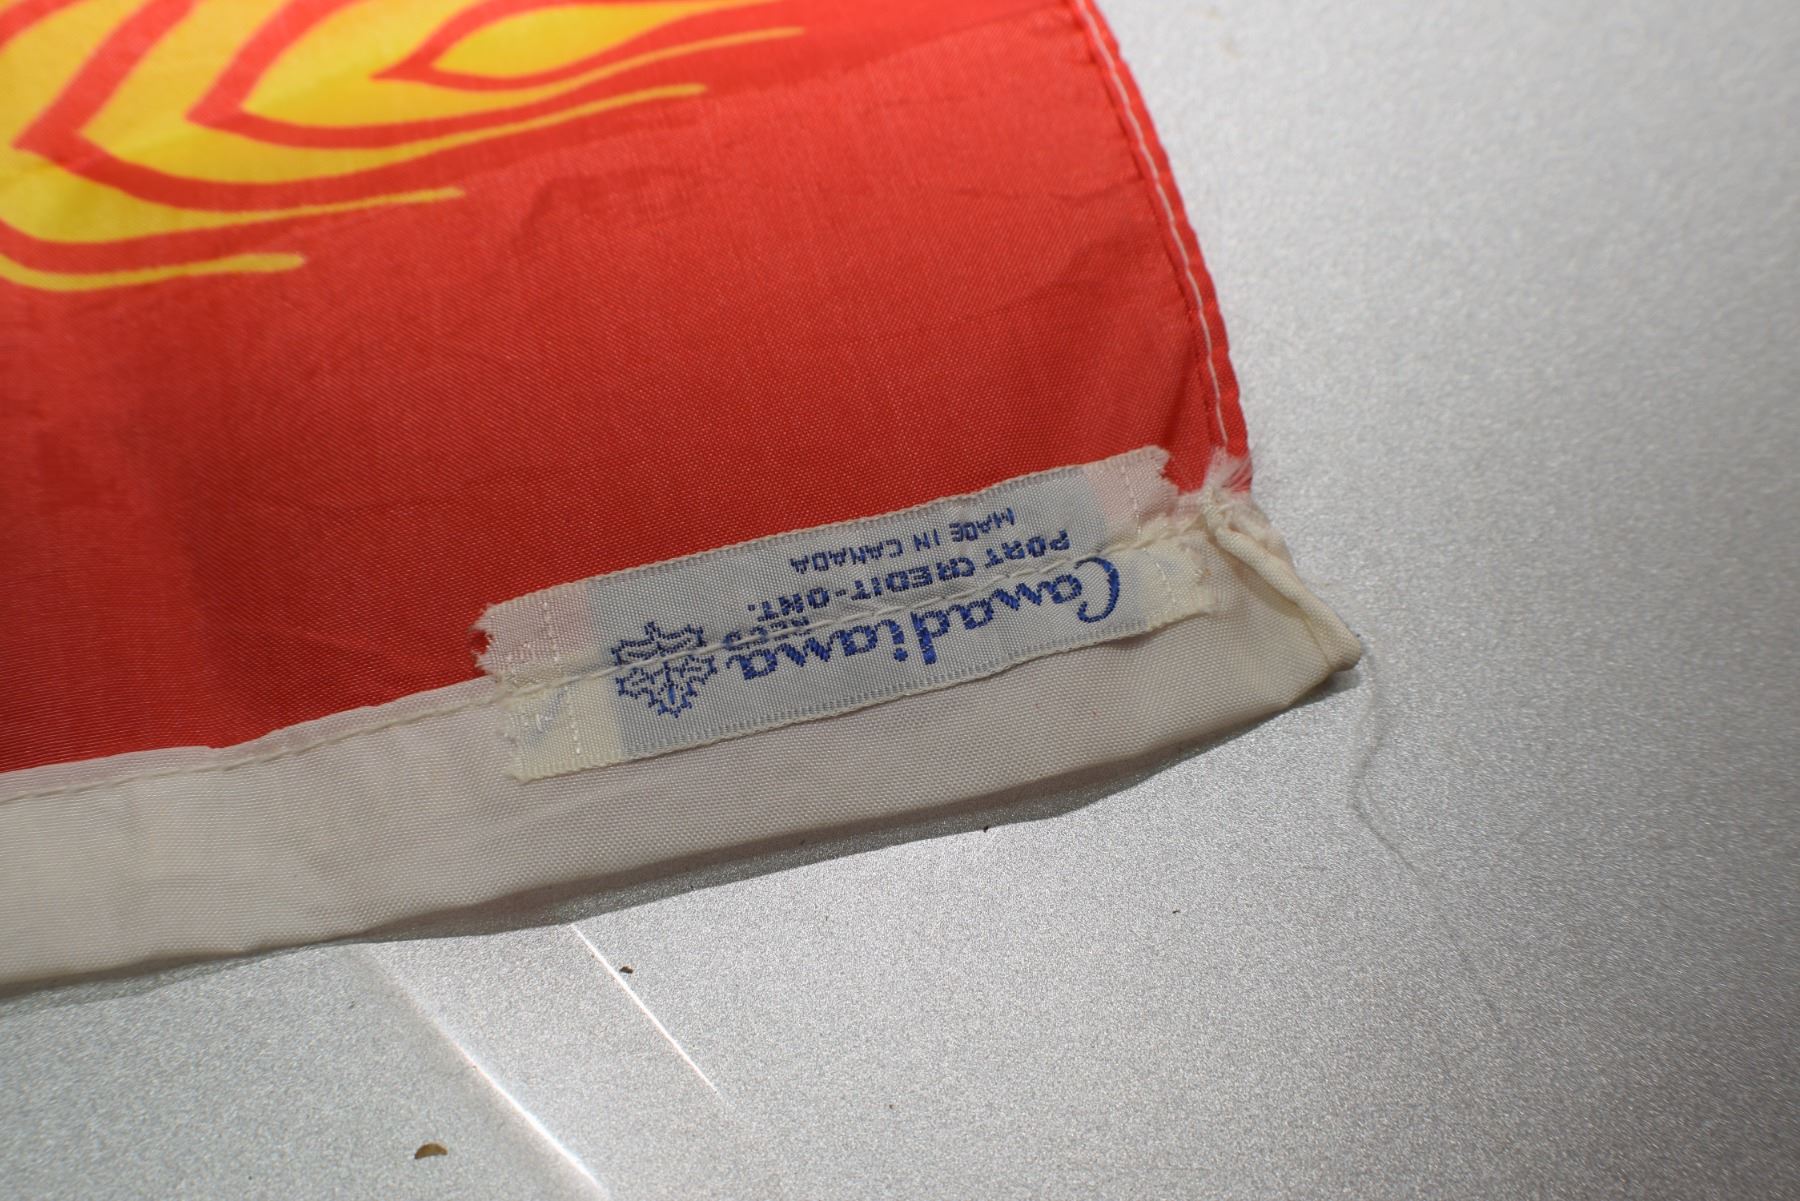 Canadiana
REG'D
PORT CREDIT-ONT.
MADE IN CANADA